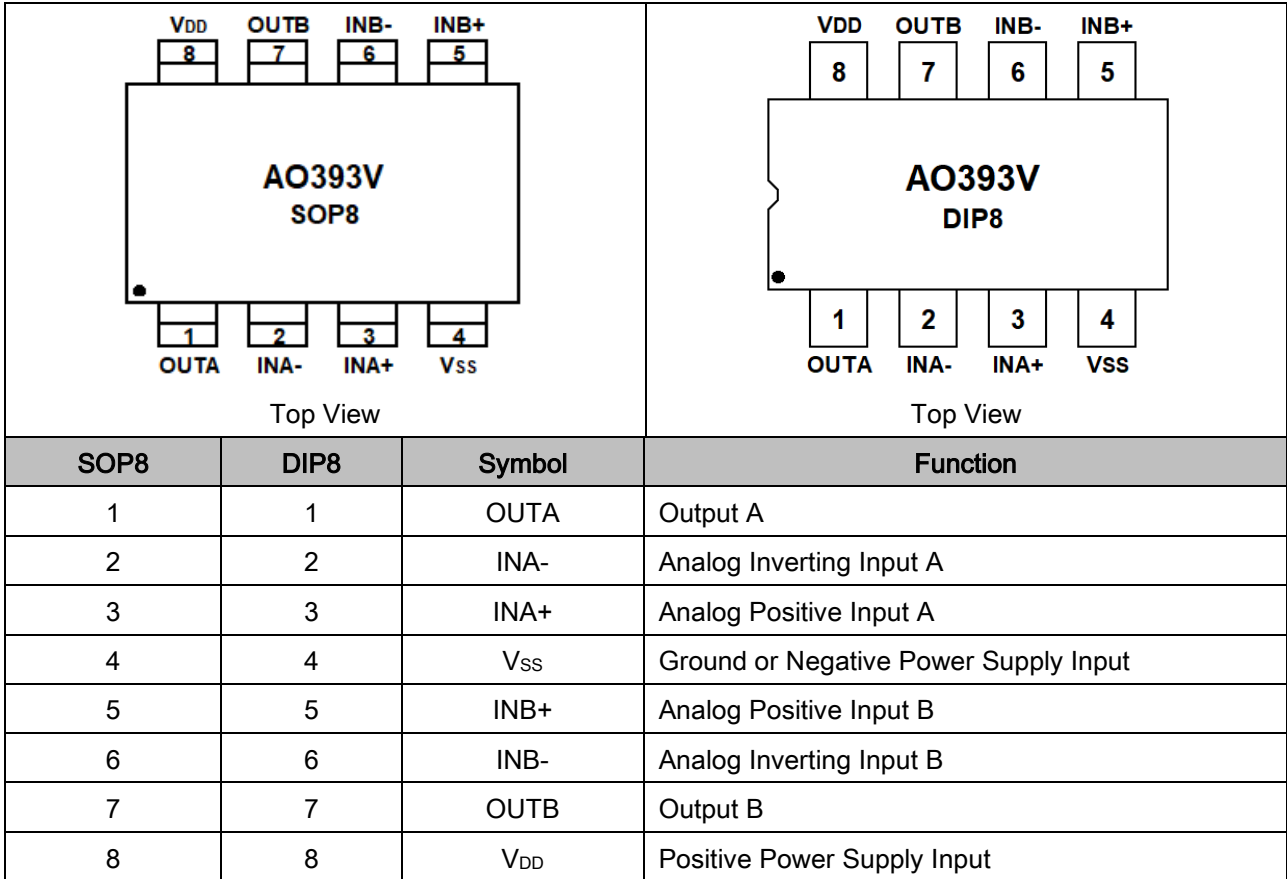 VDD OUTB INB- INB+
8 7 6 5
AO393V
SOP8
1 2 3 4
OUTA INA- INA+ Vss
Top View
VDD OUTB INB- INB+
8 7 6 5
AO393V
DIP8
1 2 3 4
OUTA INA- INA+ VSS
Top View
SOP8 DIP8 Symbol Function
1 1 OUTA Output A
2 2 INA- Analog Inverting Input A
3 3 INA+ Analog Positive Input A
4 4 VSS Ground or Negative Power Supply Input
5 5 INB+ Analog Positive Input B
6 6 INB- Analog Inverting Input B
7 7 OUTB Output B
8 8 VDD Positive Power Supply Input